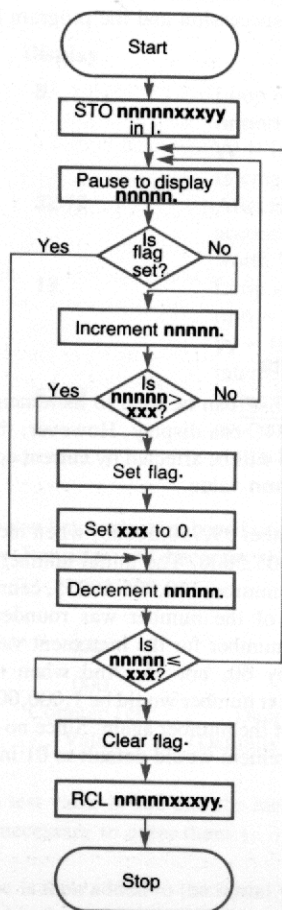 Start
STO nnnnnxxxyy
in I.
Pause to display
nnnnn.
Is
flag
set?
Yes
No
Increment nnnnn.
Is
nnnnn>
xxx?
Yes
No
Set flag.
Set xxx to 0.
Decrement nnnnn.
Is
nnnnn ≤
xxx?
Clear flag.
RCL nnnnnxxxyy.
Stop